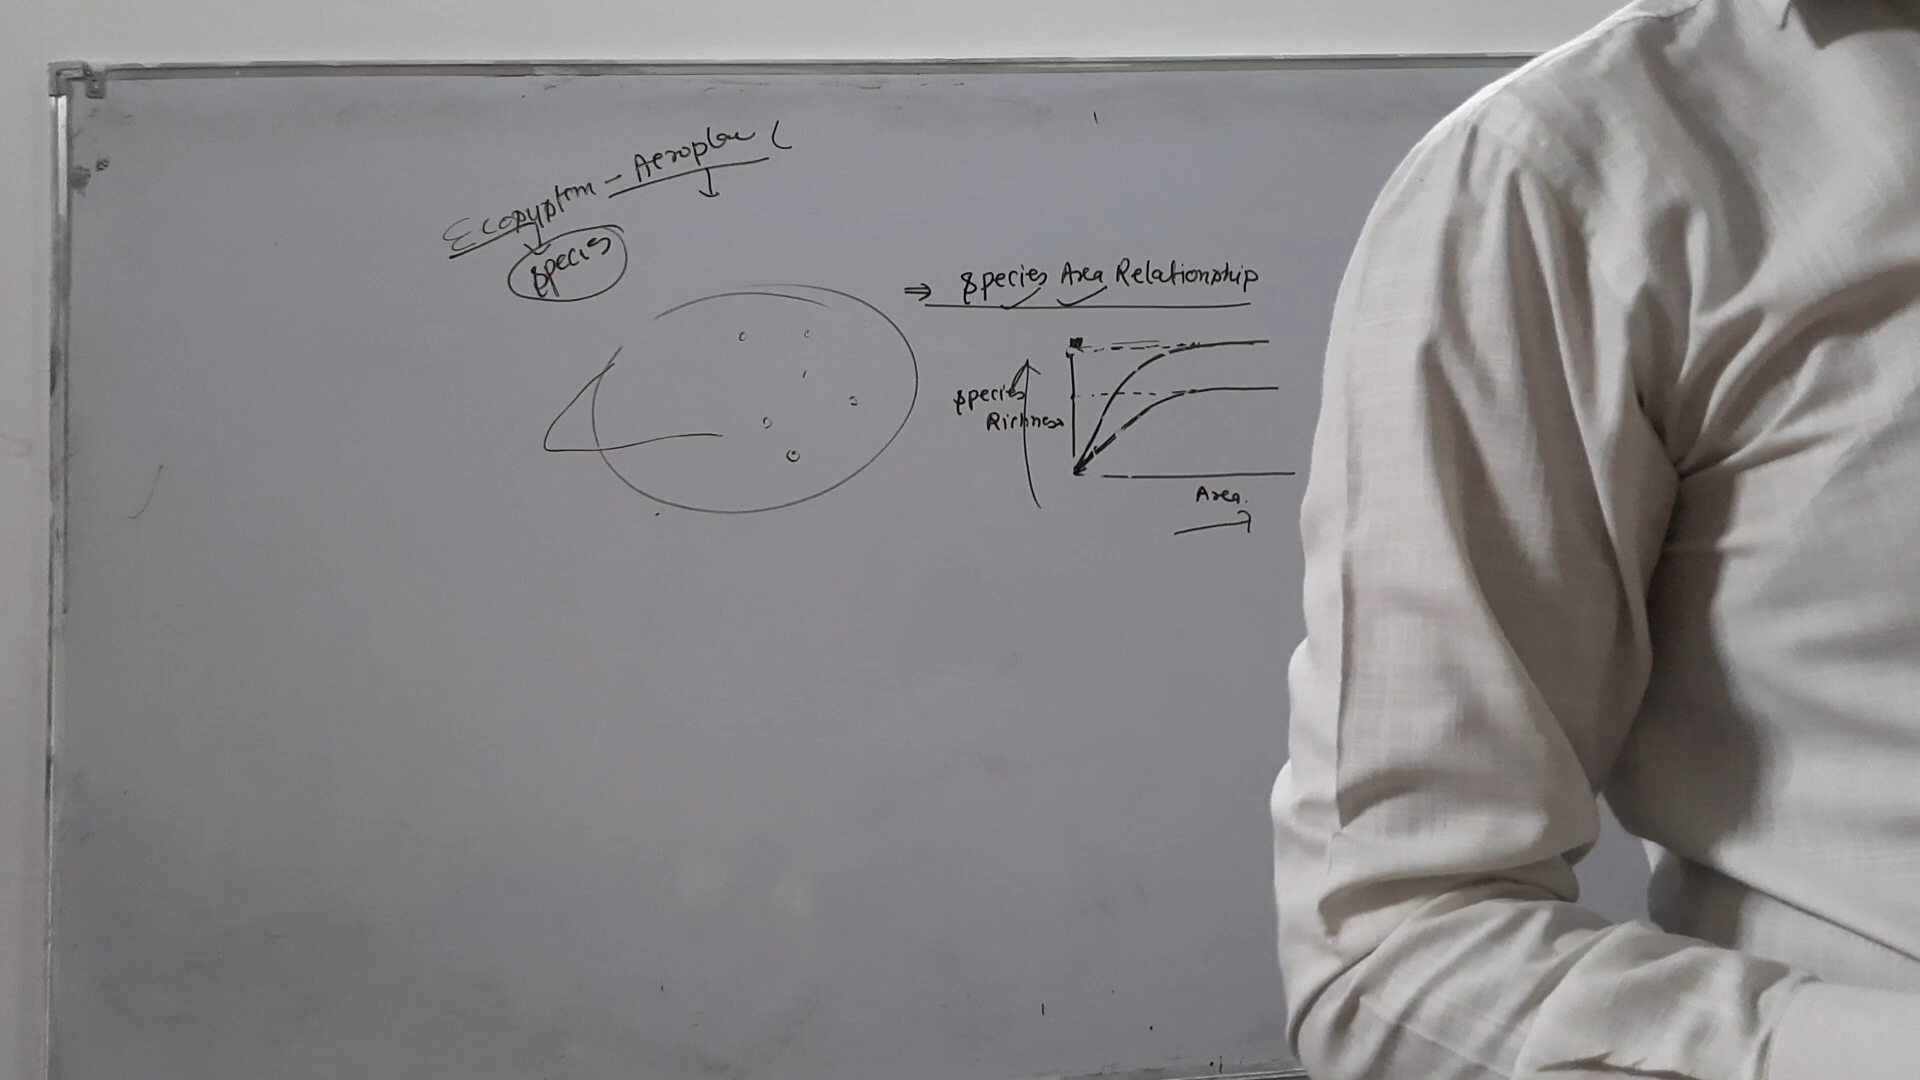 Ecosystem - Aeroplane (
Species
⇒ Species Area Relationship
Species
Richness
Area.